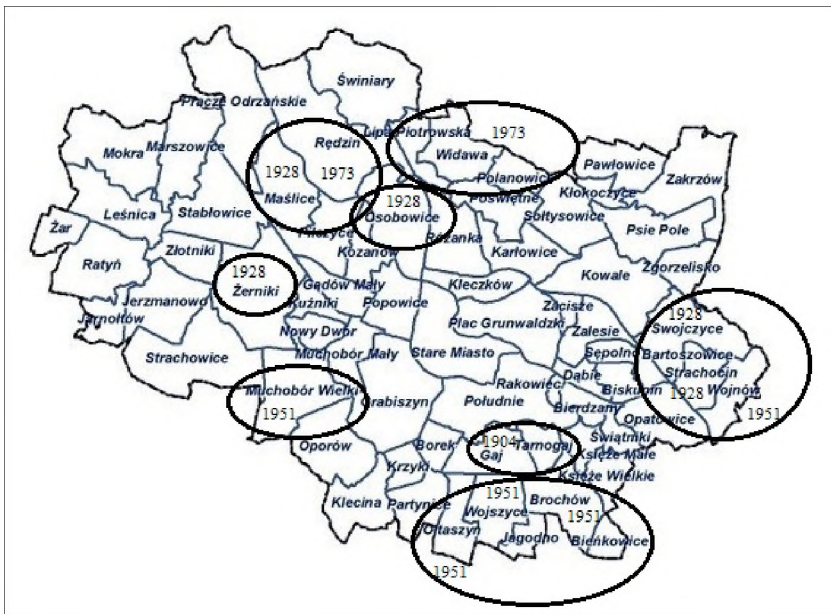 Świniary
Pracze Odrzańskie
Lipa Piotrowska
1973
Rędzin
Mokra
Marszowice
Widawa
Pawłowice
1928
1973
Polanowice
Zakrzów
Kłokoczyce
Maślice
1928
Poświętne
Leśnica
Stabłowice
Osobowice
Sołtysowice
Żar
Pilczyce
Psie Pole
Różanka
Złotniki
Kozanów
Karłowice
Ratyń
1928
Zgorzelisko
Żerniki
Gądów Mały
Kleczków
Kowale
Jerzmanowo
Kuźniki
Popowice
Zacisze
Jarnołtów
1928
Nowy Dwór
Plac Grunwaldzki
Zalesie
Swojczyce
Strachowice
Muchobór Mały
Stare Miasto
Sępolno
Bartoszowice
Dąbie
Strachocin
Muchobór Wielki
Grabiszyn
Rakowiec
Biskupin
1928
Wojnów
Południe
Bierdzany
1951
Opatowice
1951
Oporów
Borek
1904
Tarnogaj
Świątniki
Gaj
Księże Małe
Krzyki
Księże Wielkie
1951
Klecina
Partynice
Wojszyce
Brochów
1951
Ołtaszyn
Jagodno
Bieńkowice
1951